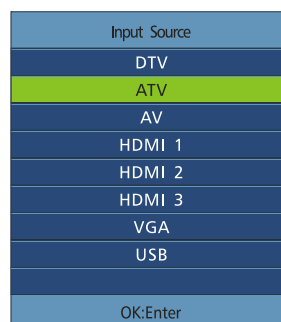 Input Source
DTV
ATV
AV
HDMI 1
HDMI 2
HDMI 3
VGA
USB
OK:Enter